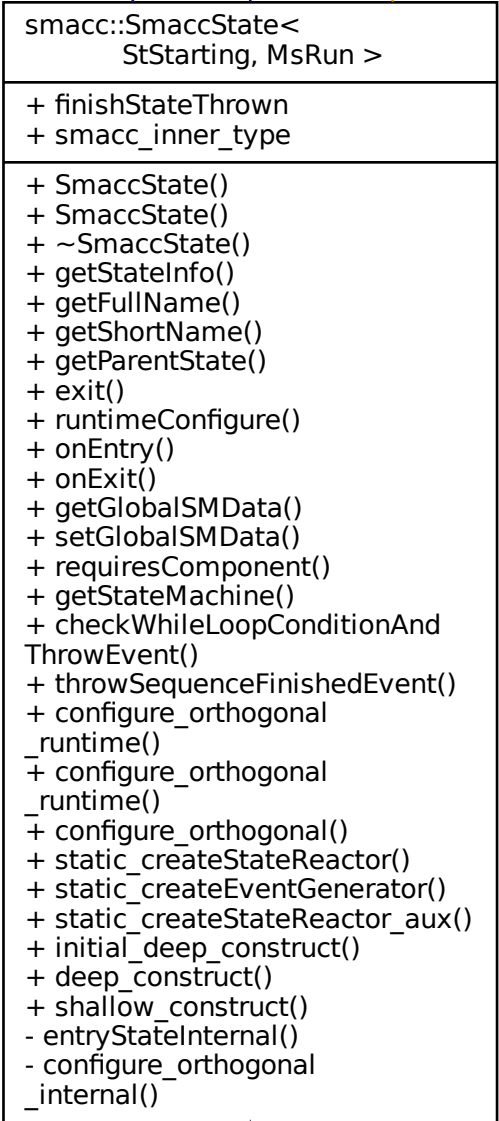 smacc::SmaccState<
StStarting, MsRun >
+ finishStateThrown
+ smacc_inner_type
+ SmaccState()
+ SmaccState()
+ ~SmaccState()
+ getStateInfo()
+ getFullName()
+ getShortName()
+ getParentState()
+ exit()
+ runtimeConfigure()
+ onEntry()
+ onExit()
+ getGlobalSMData()
+ setGlobalSMData()
+ requiresComponent()
+ getStateMachine()
+ checkWhileLoopConditionAnd
ThrowEvent()
+ throwSequenceFinishedEvent()
+ configure_orthogonal
_runtime()
+ configure_orthogonal
_runtime()
+ configure_orthogonal()
+ static_createStateReactor()
+ static_createEventGenerator()
+ static_createStateReactor_aux()
+ initial_deep_construct()
+ deep_construct()
+ shallow_construct()
- entryStateInternal()
- configure_orthogonal
_internal()